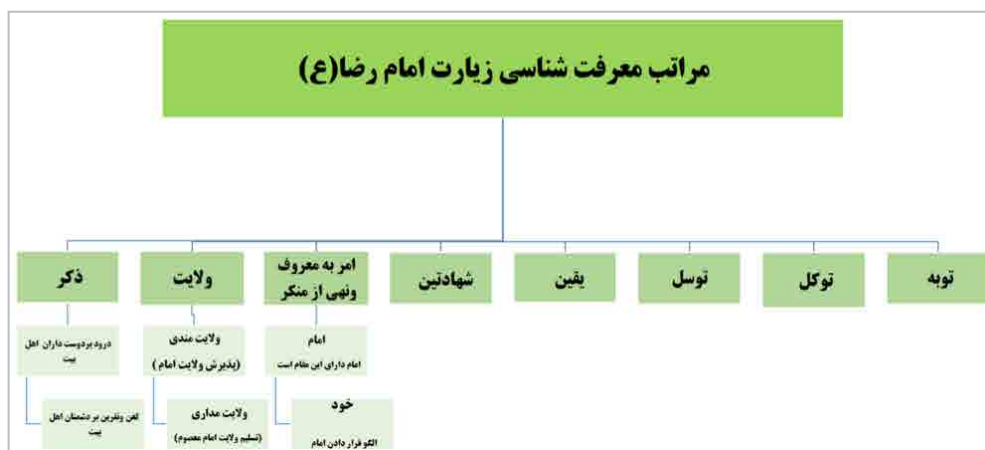 مراتب معرفت شناسی زیارت امام رضا(ع)
توبه
توکل
توسل
یقین
شهادتین
امر به معروف
ونهی از منکر
امام
امام دارای این مقام است
خود
الگو قرار دادن امام
ولایت
ولایت مندی
(پذیرش ولایت امام )
ولایت مداری
(تسلیم ولایت امام معصوم)
ذکر
درود بردوست داران اهل
بیت
لعن ونفرین بر دشمنان اهل
بیت